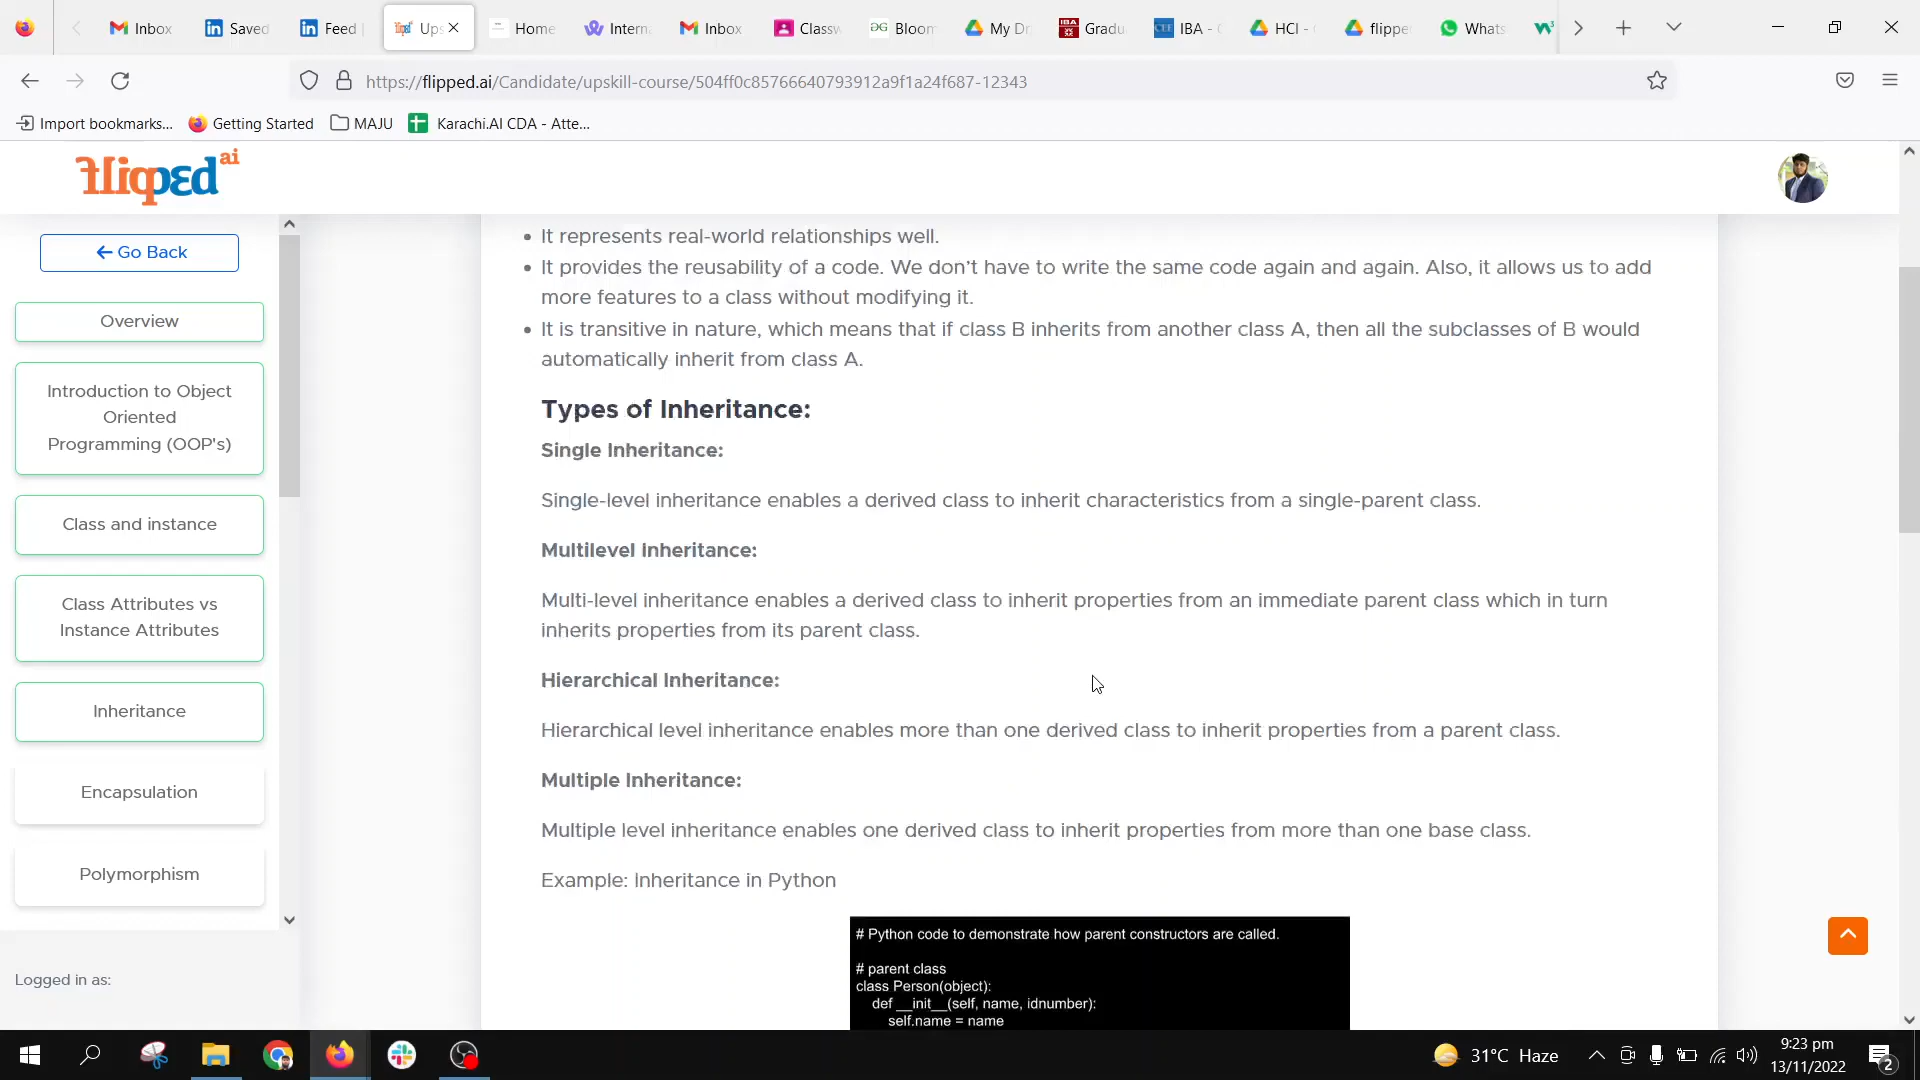 Inbox
Saved
Feed
Ups
Home
Intern
Inbox
Classw
Bloom
My Dr
Gradu
IBA - C
HCI -
flippe
Whats
https://flipped.ai/Candidate/upskill-course/504ff0c85766640793912a9f1a24f687-12343
Import bookmarks...
Getting Started
MAJU
Karachi.AI CDA - Atte...
flipped ai
Go Back
Overview
Introduction to Object
Oriented
Programming (OOP's)
Class and instance
Class Attributes vs
Instance Attributes
Inheritance
Encapsulation
Polymorphism
Logged in as:
It represents real-world relationships well.
It provides the reusability of a code. We don't have to write the same code again and again. Also, it allows us to add
more features to a class without modifying it.
It is transitive in nature, which means that if class B inherits from another class A, then all the subclasses of B would
automatically inherit from class A.
Types of Inheritance:
Single Inheritance:
Single-level inheritance enables a derived class to inherit characteristics from a single-parent class.
Multilevel Inheritance:
Multi-level inheritance enables a derived class to inherit properties from an immediate parent class which in turn
inherits properties from its parent class.
Hierarchical Inheritance:
Hierarchical level inheritance enables more than one derived class to inherit properties from a parent class.
Multiple Inheritance:
Multiple level inheritance enables one derived class to inherit properties from more than one base class.
Example: Inheritance in Python
# Python code to demonstrate how parent constructors are called.
# parent class
class Person(object):
def __init__(self, name, idnumber):
self.name = name
31°C Haze
9:23 pm
13/11/2022
2